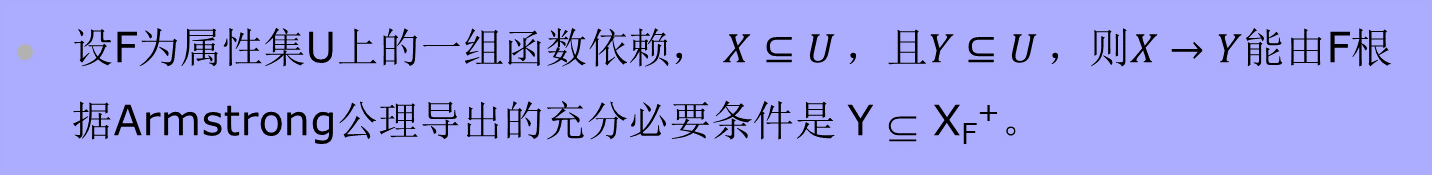 设F为属性集U上的一组函数依赖， X ⊆ U ，且Y ⊆ U ，则X → Y能由F根
据Armstrong公理导出的充分必要条件是 Y ⊆ X_F⁺。